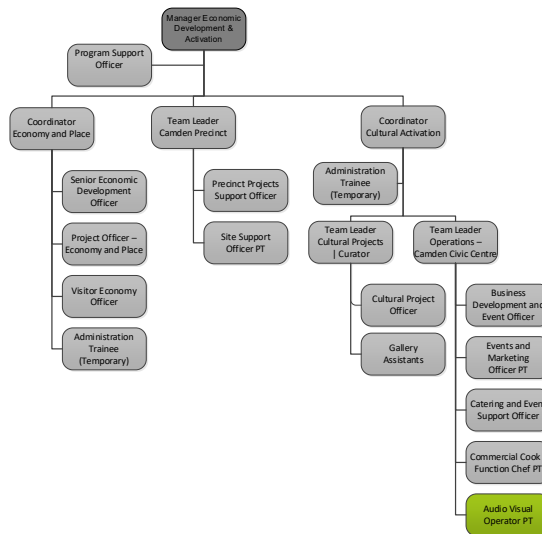 Manager Economic
Development &
Activation
Program Support
Officer
Coordinator
Economy and Place
Team Leader
Camden Precinct
Coordinator
Cultural Activation
Senior Economic
Development
Officer
Project Officer –
Economy and Place
Visitor Economy
Officer
Administration
Trainee
(Temporary)
Precinct Projects
Support Officer
Site Support
Officer PT
Administration
Trainee
(Temporary)
Team Leader
Cultural Projects
| Curator
Team Leader
Operations –
Camden Civic Centre
Cultural Project
Officer
Gallery
Assistants
Business
Development and
Event Officer
Events and
Marketing
Officer PT
Catering and Even
Support Officer
Commercial Cook
Function Chef PT
Audio Visual
Operator PT